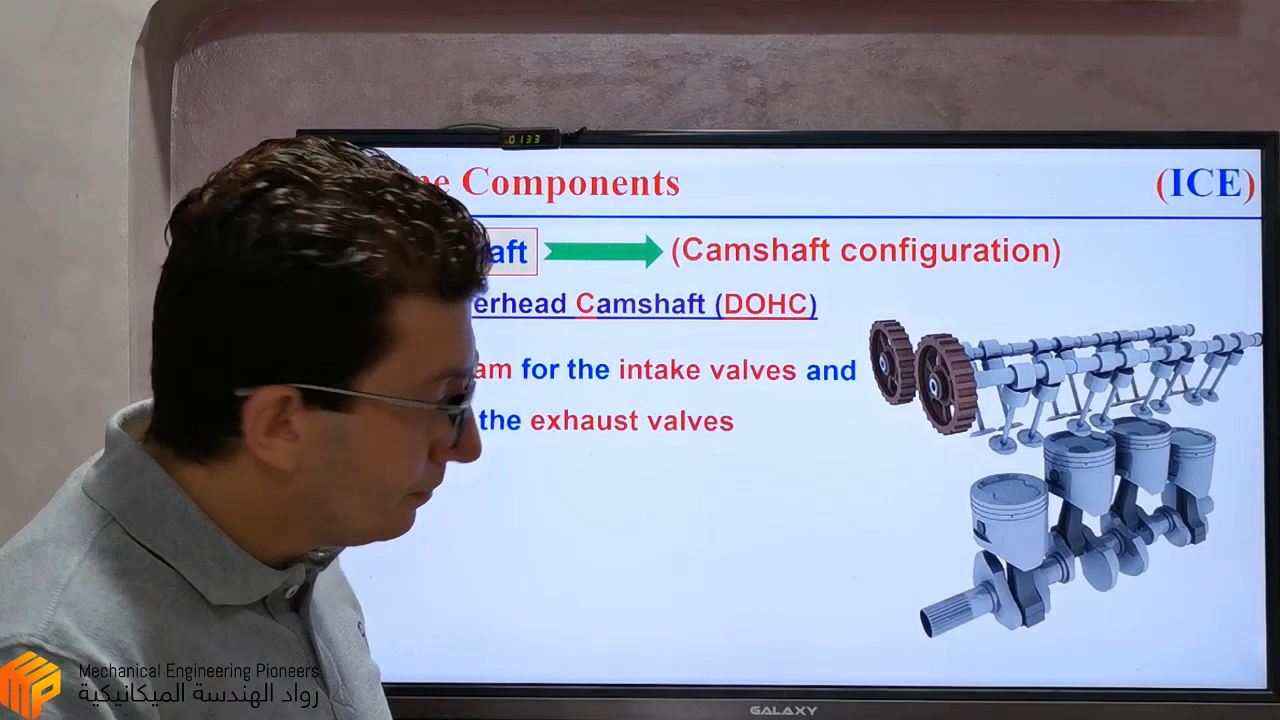 ne Components
(ICE)
aft
(Camshaft configuration)
erhead Camshaft (DOHC)
am for the intake valves and
the exhaust valves
0133
GALAXY
Mechanical Engineering Pioneers
رواد الهندسة الميكانيكية